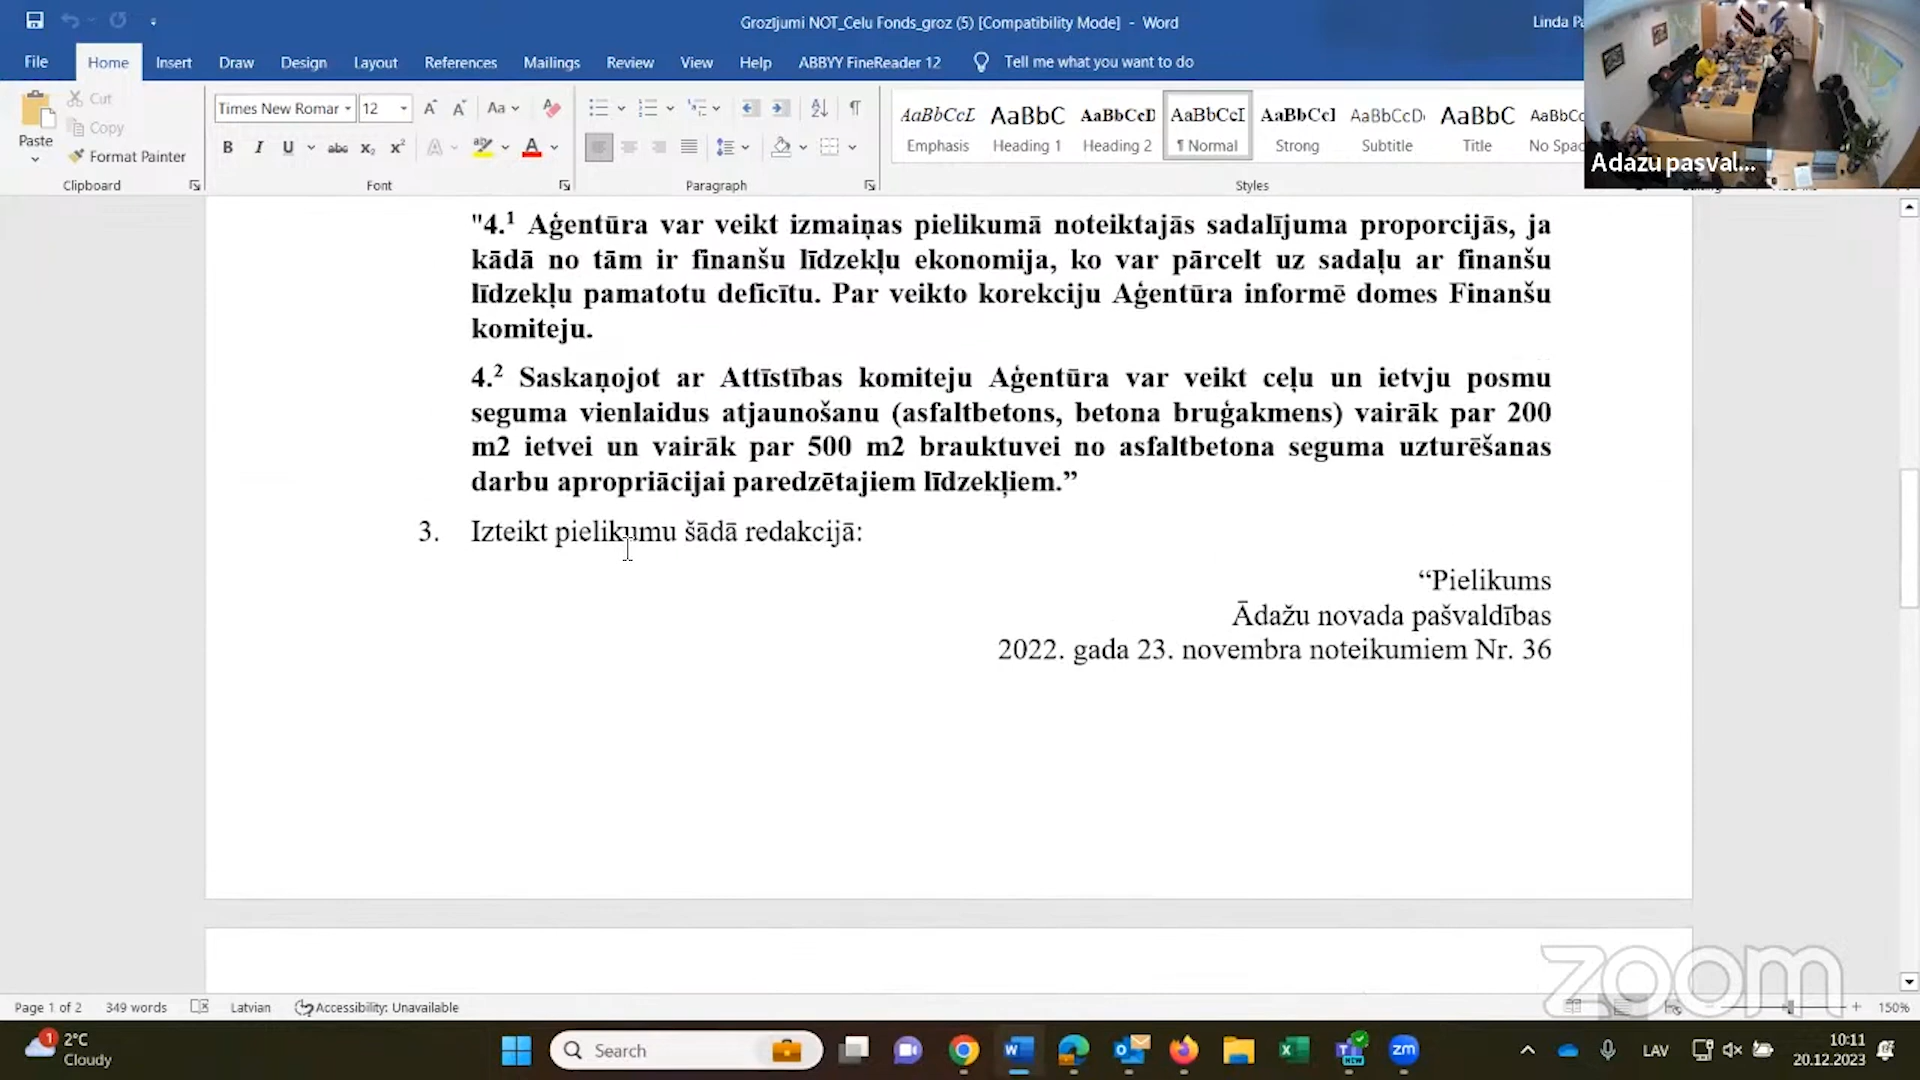 Grozījumi NOT_Celu Fonds_groz (5) [Compatibility Mode] - Word
Linda
File Home Insert Draw Design Layout References Mailings Review View Help ABBYY FineReader 12 Tell me what you want to do
Paste
Cut
Copy
Format Painter
Clipboard
Times New Romar 12
Font
Paragraph
AaBbCcL AaBbC AaBbCcD AaBbCcI AaBbCcI AaBbCcD AaBbC AaBbCc
Emphasis Heading 1 Heading 2 ¶ Normal Strong Subtitle Title No Spac
Styles
Adazu pasval...
"4.¹ Aģentūra var veikt izmaiņas pielikumā noteiktajās sadalījuma proporcijās, ja
kādā no tām ir finanšu līdzekļu ekonomija, ko var pārcelt uz sadaļu ar finanšu
līdzekļu pamatotu deficītu. Par veikto korekciju Aģentūra informē domes Finanšu
komiteju.
4.² Saskaņojot ar Attīstības komiteju Aģentūra var veikt ceļu un ietvju posmu
seguma vienlaidus atjaunošanu (asfaltbetons, betona bruģakmens) vairāk par 200
m2 ietvei un vairāk par 500 m2 brauktuvei no asfaltbetona seguma uzturēšanas
darbu apropriācijai paredzētajiem līdzekļiem.”
3. Izteikt pielikumu šādā redakcijā:
“Pielikums
Ādažu novada pašvaldības
2022. gada 23. novembra noteikumiem Nr. 36
zoom
Page 1 of 2 349 words Latvian Accessibility: Unavailable 150%
2°C
Cloudy
Search
LAV
10:11
20.12.2023